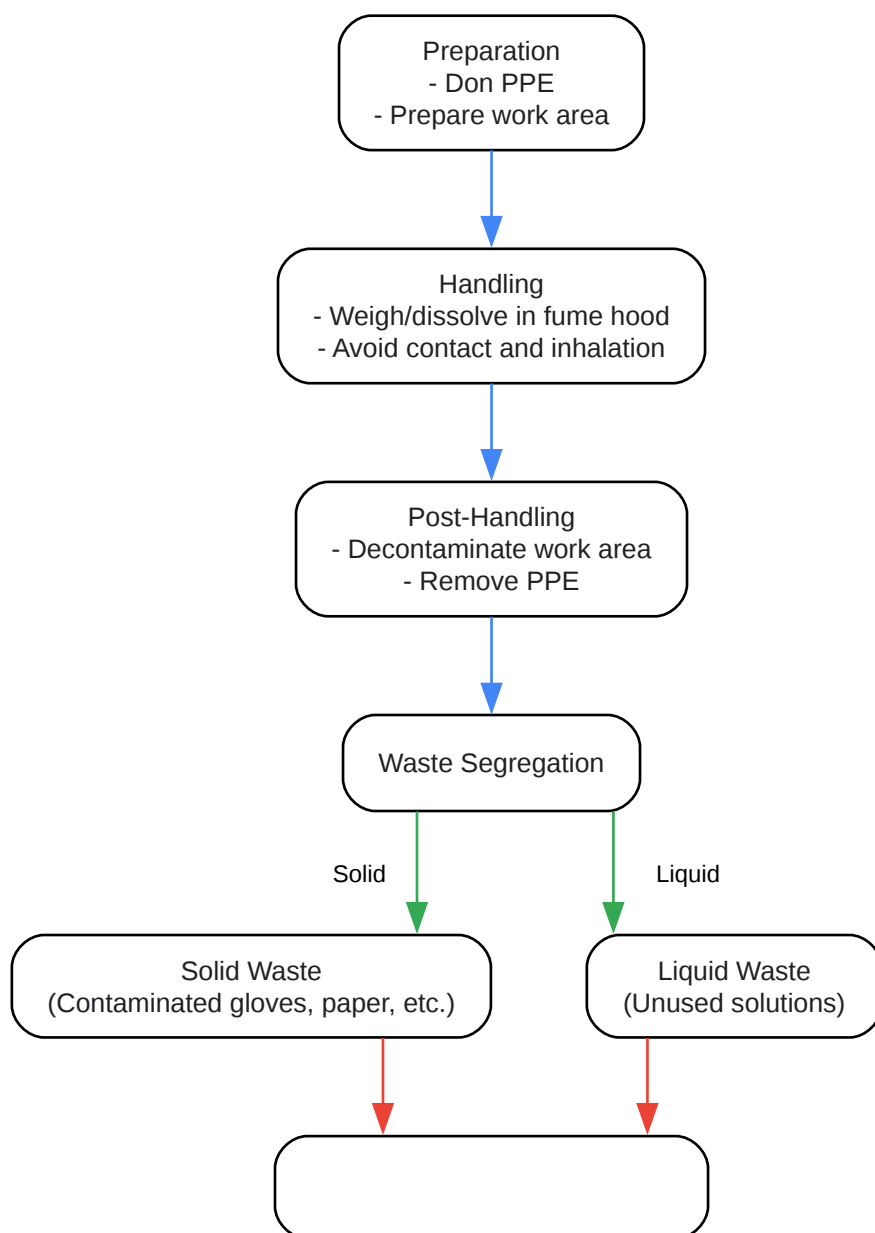 Preparation
- Don PPE
- Prepare work area
Handling
- Weigh/dissolve in fume hood
- Avoid contact and inhalation
Post-Handling
- Decontaminate work area
- Remove PPE
Waste Segregation
Solid
Liquid
Solid Waste
(Contaminated gloves, paper, etc.)
Liquid Waste
(Unused solutions)